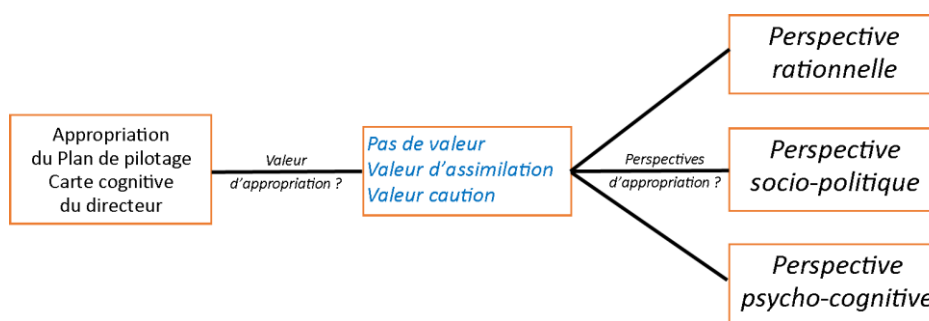 Appropriation
du Plan de pilotage
Carte cognitive
du directeur
Valeur
d'appropriation ?
Pas de valeur
Valeur d'assimilation
Valeur caution
Perspectives
d'appropriation ?
Perspective
rationnelle
Perspective
socio-politique
Perspective
psycho-cognitive